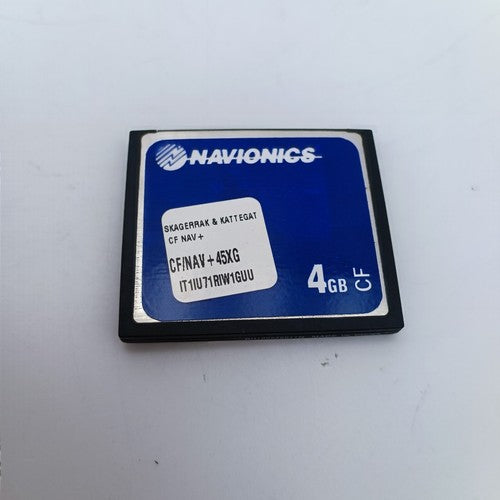 NAVIONICS
SKAGERRAK & KATTEGAT
CF NAV+
CF/NAV+45XG
IT1IU71RIW1GUU
4GB CF